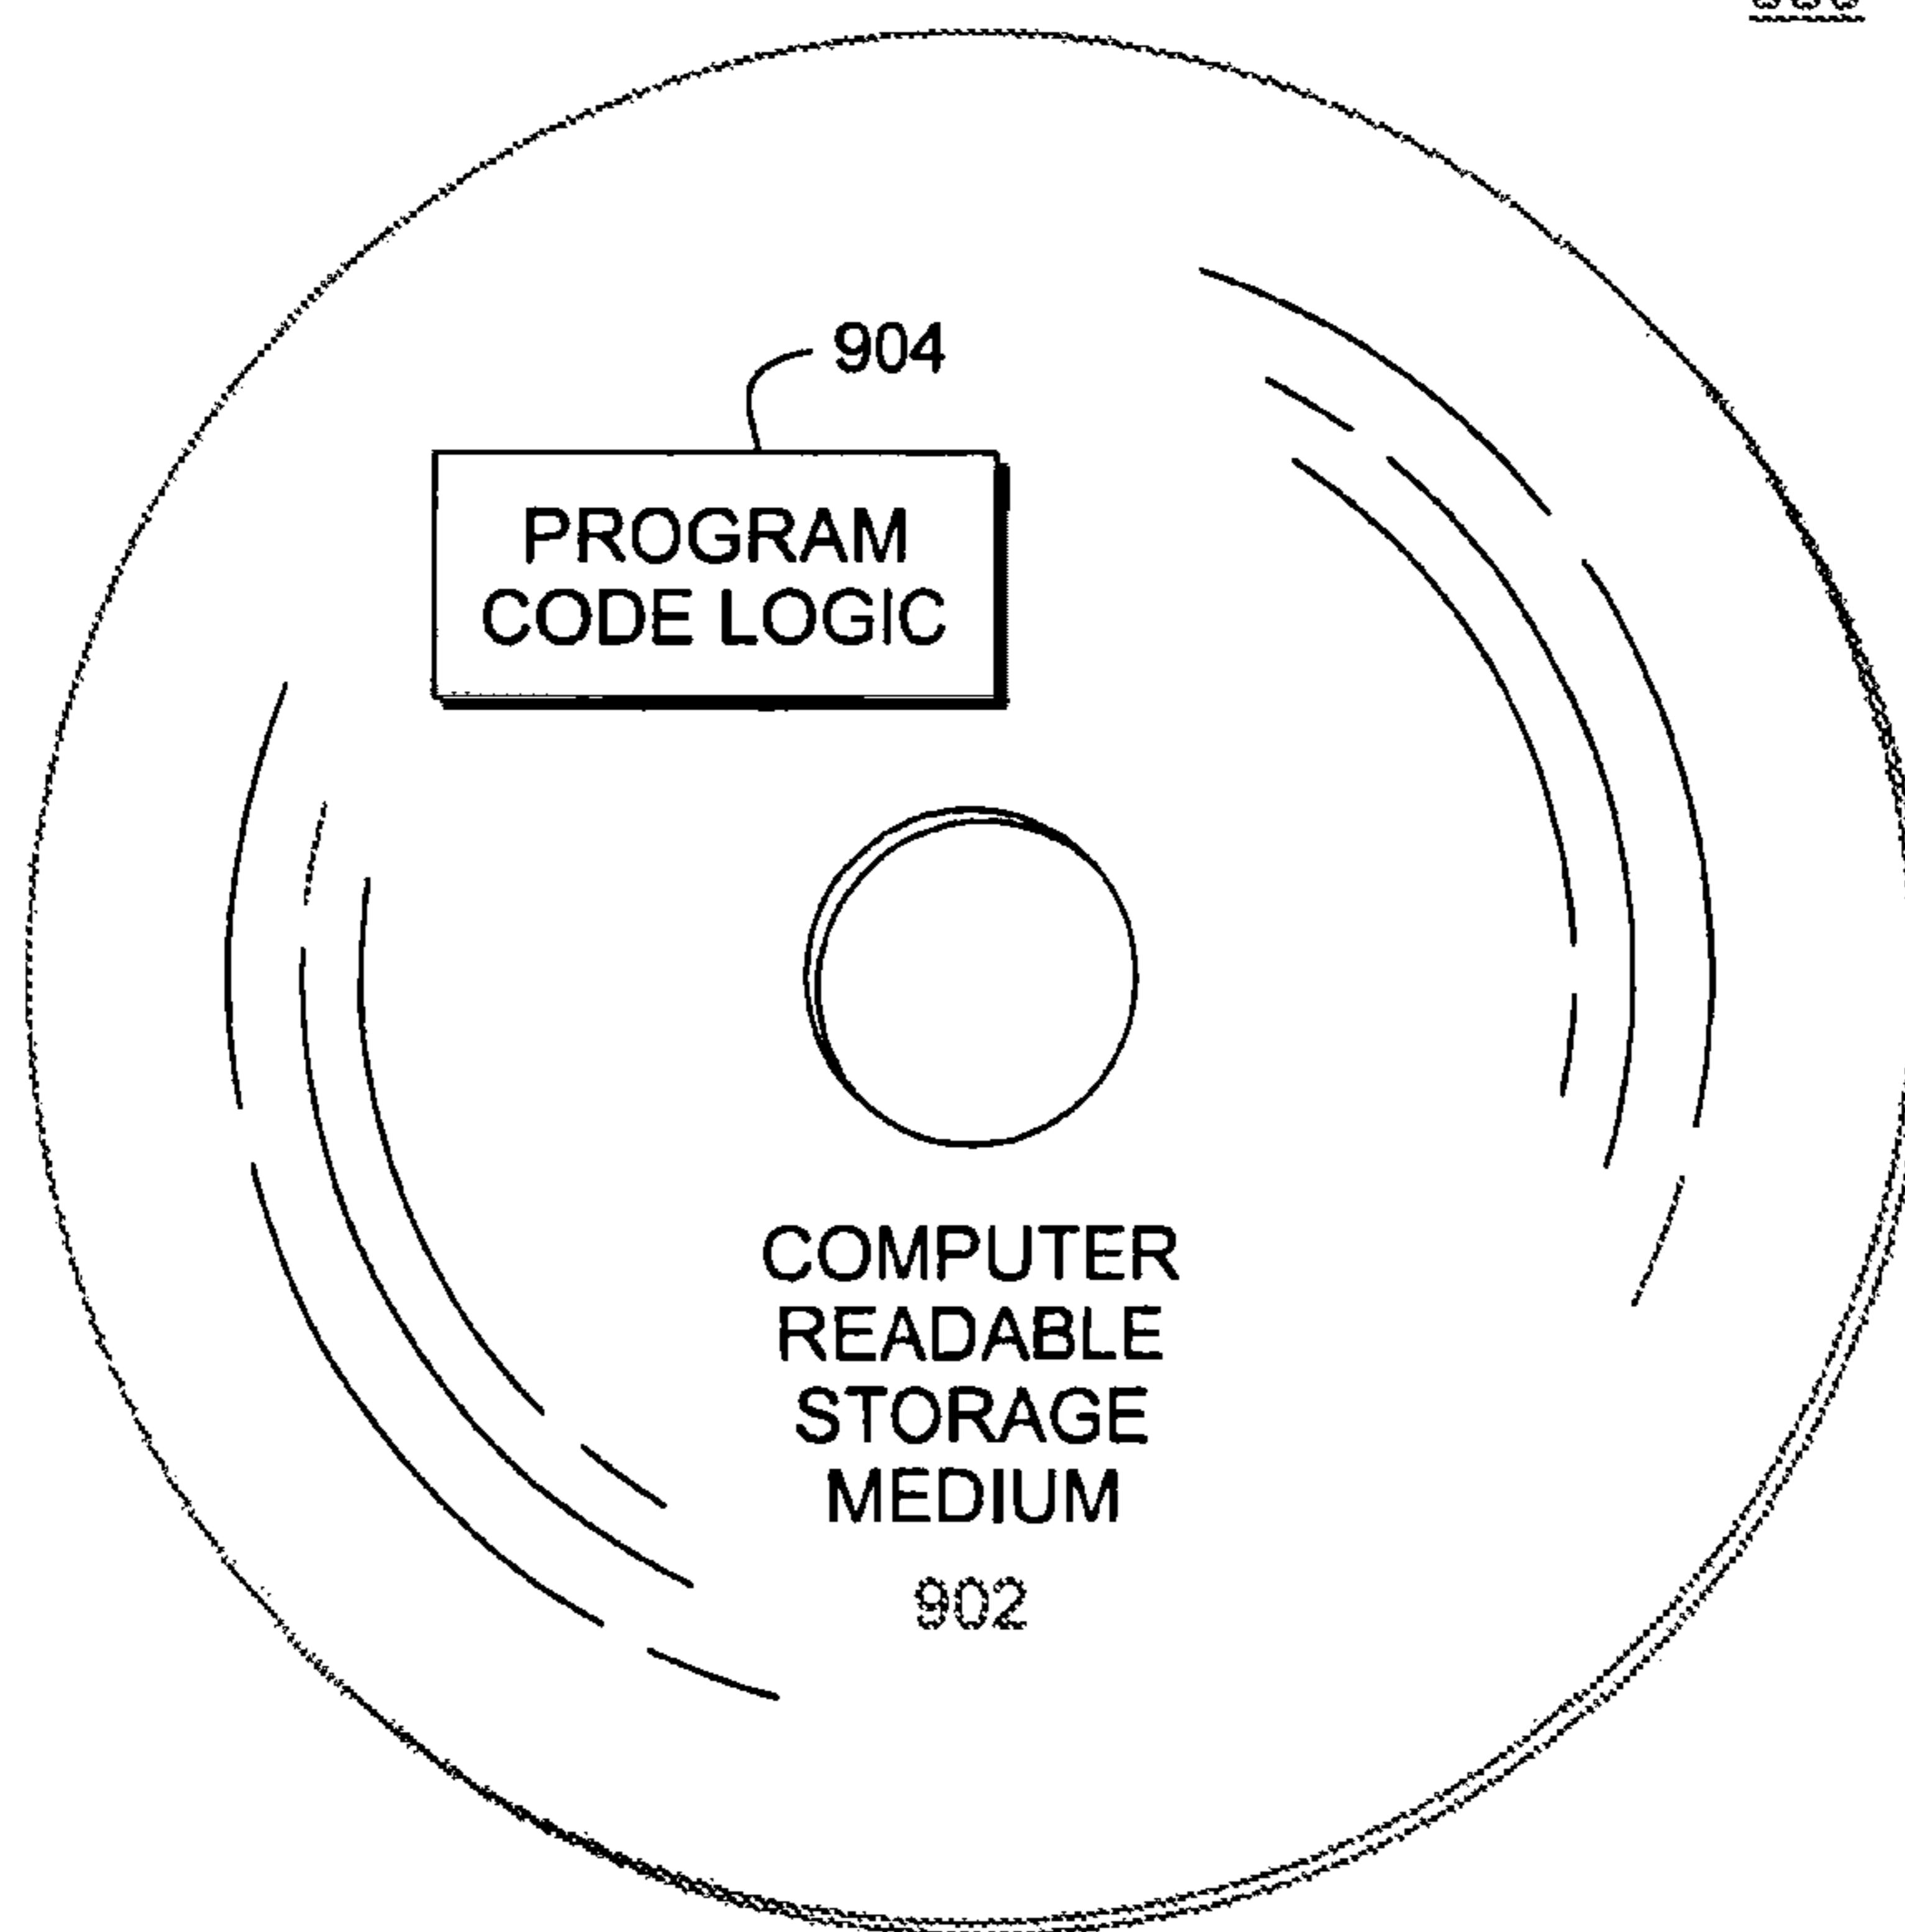 904
PROGRAM
CODE LOGIC
COMPUTER
READABLE
STORAGE
MEDIUM
902